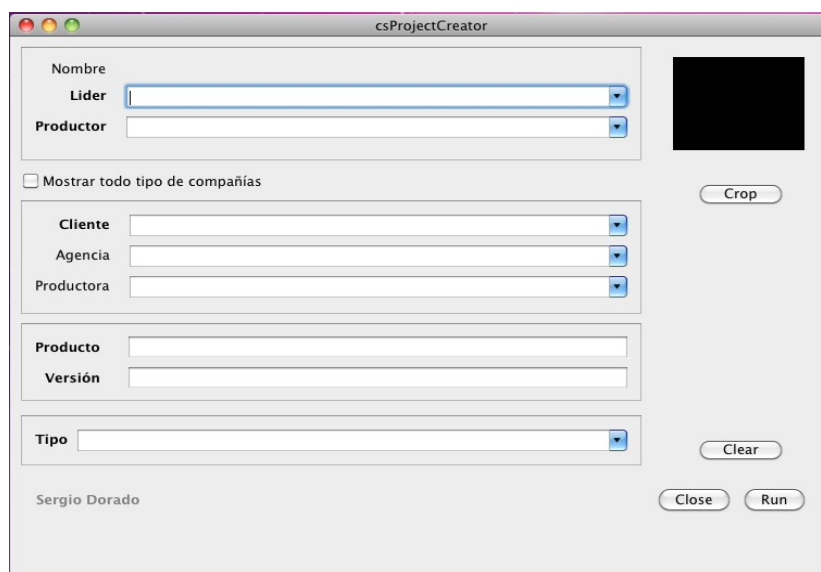 csProjectCreator
Nombre
Lider
Productor
Mostrar todo tipo de compañías
Crop
Cliente
Agencia
Productora
Producto
Versión
Tipo
Clear
Sergio Dorado
Close
Run